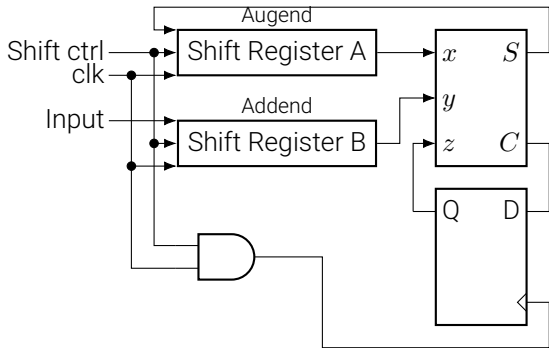 Augend
Shift ctrl
Shift Register A
x
S
clk
Addend
Input
y
Shift Register B
z
C
Q
D